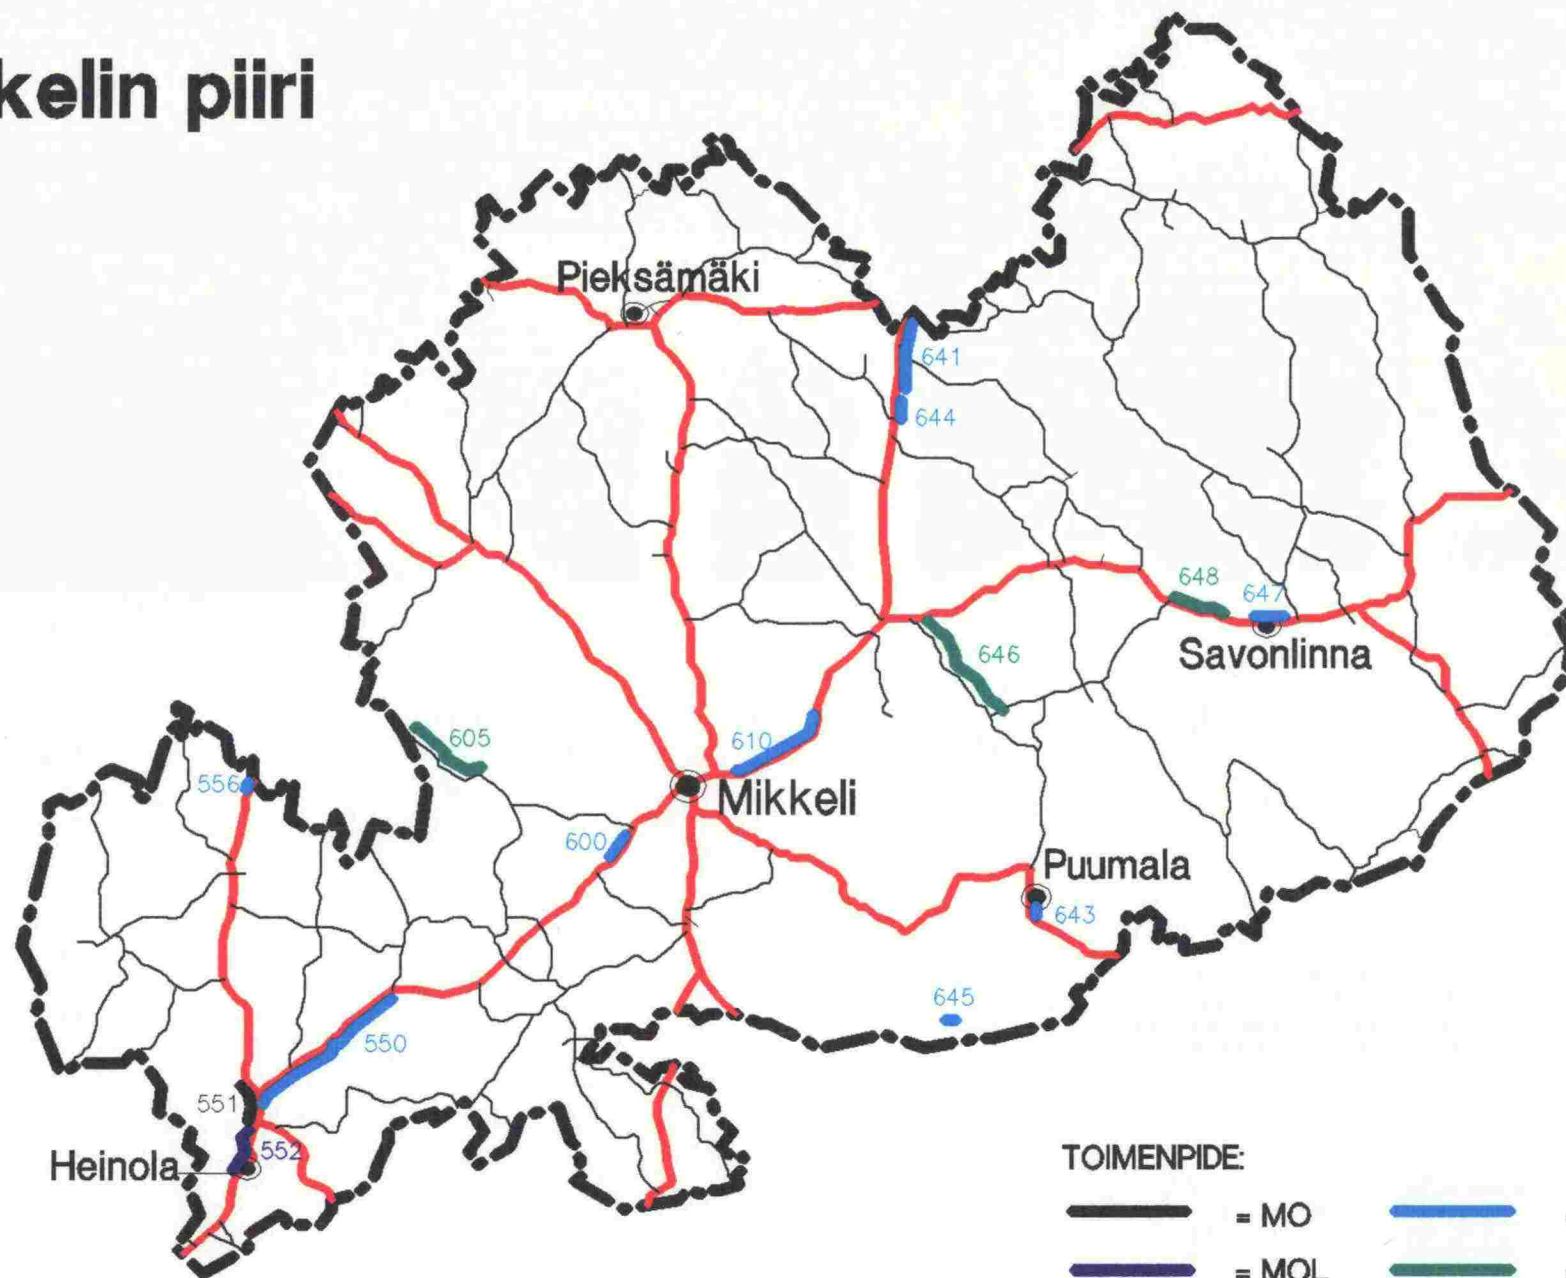 kelin piiri
Pieksämäki
641
644
648
647
Savonlinna
646
605
610
556
Mikkeli
600
Puumala
643
645
550
551
552
Heinola
TOIMENPIDE:
= MO
= MOL